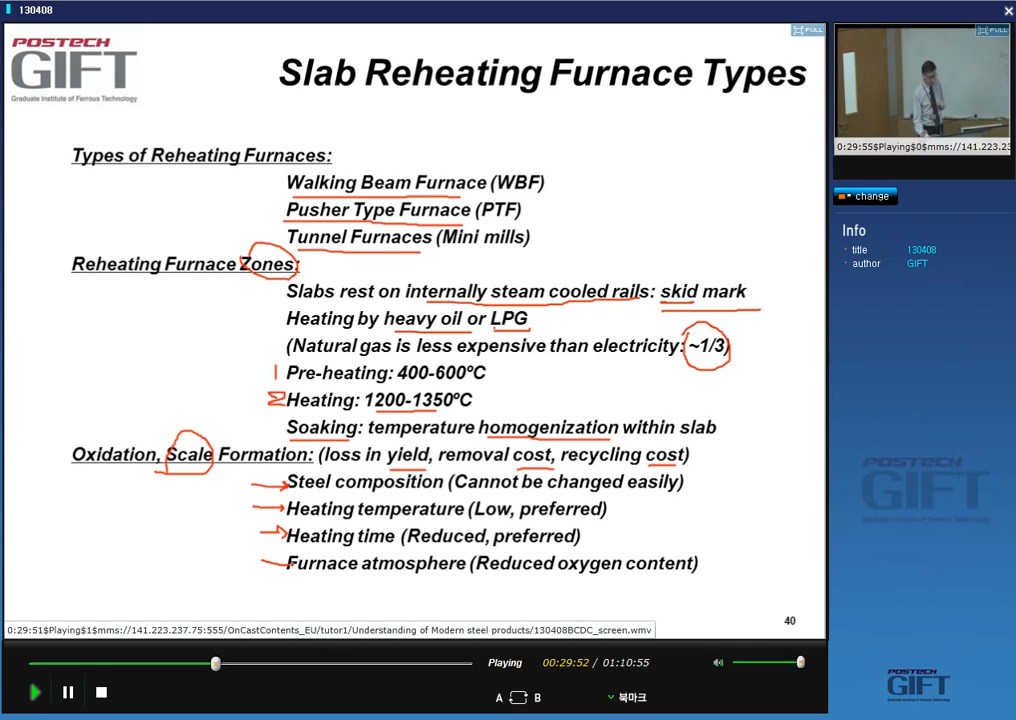 130408
FULL
FULL
POSTECH
GIFT
Graduate Institute of Ferrous Technology
Slab Reheating Furnace Types
Types of Reheating Furnaces:
Walking Beam Furnace (WBF)
Pusher Type Furnace (PTF)
Tunnel Furnaces (Mini mills)
Reheating Furnace Zones:
Slabs rest on internally steam cooled rails: skid mark
Heating by heavy oil or LPG
(Natural gas is less expensive than electricity: ~1/3)
1 Pre-heating: 400-600ºC
2 Heating: 1200-1350ºC
Soaking: temperature homogenization within slab
Oxidation, Scale Formation: (loss in yield, removal cost, recycling cost)
Steel composition (Cannot be changed easily)
Heating temperature (Low, preferred)
Heating time (Reduced, preferred)
Furnace atmosphere (Reduced oxygen content)
40
0:29:51$Playing$1$mms://141.223.237.75:555/OnCastContents_EU/tutor1/Understanding of Modern steel products/130408BCDC_screen.wmv
0:29:55$Playing$0$mms://141.223.23
change
Info
title 130408
author GIFT
POSTECH
GIFT
Playing 00:29:52 / 01:10:55
A B 북마크
POSTECH
GIFT